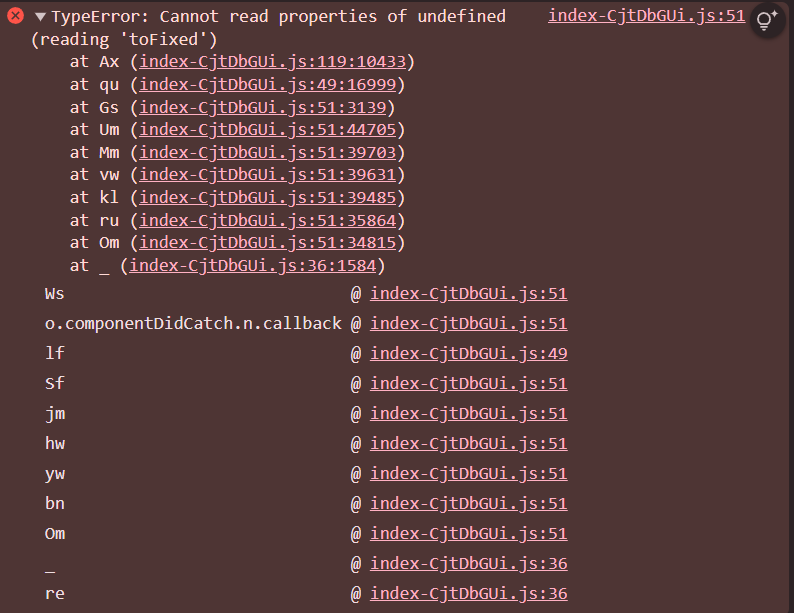 TypeError: Cannot read properties of undefined index-CjtDbGUi.js:51
(reading 'toFixed')
at Ax (index-CjtDbGUi.js:119:10433)
at qu (index-CjtDbGUi.js:49:16999)
at Gs (index-CjtDbGUi.js:51:3139)
at Um (index-CjtDbGUi.js:51:44705)
at Mm (index-CjtDbGUi.js:51:39703)
at vw (index-CjtDbGUi.js:51:39631)
at kl (index-CjtDbGUi.js:51:39485)
at ru (index-CjtDbGUi.js:51:35864)
at Om (index-CjtDbGUi.js:51:34815)
at _ (index-CjtDbGUi.js:36:1584)
Ws @ index-CjtDbGUi.js:51
o.componentDidCatch.n.callback @ index-CjtDbGUi.js:51
lf @ index-CjtDbGUi.js:49
Sf @ index-CjtDbGUi.js:51
jm @ index-CjtDbGUi.js:51
hw @ index-CjtDbGUi.js:51
yw @ index-CjtDbGUi.js:51
bn @ index-CjtDbGUi.js:51
Om @ index-CjtDbGUi.js:51
_ @ index-CjtDbGUi.js:36
re @ index-CjtDbGUi.js:36